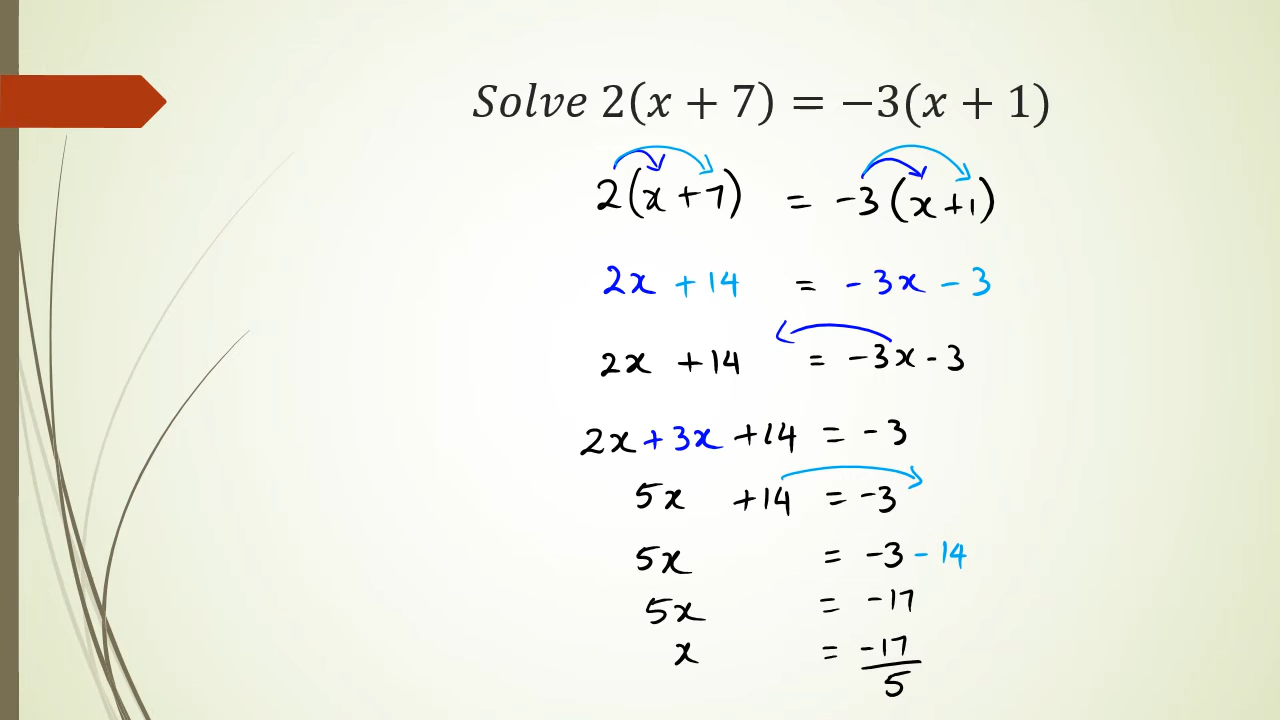 Solve 2(x + 7) = −3(x + 1)
2(x +7) = -3(x+1)
2x +14 = -3x -3
2x +14 = -3x -3
2x +3x +14 = -3
5x +14 = -3
5x = -3 -14
5x = -17
x = -17/5